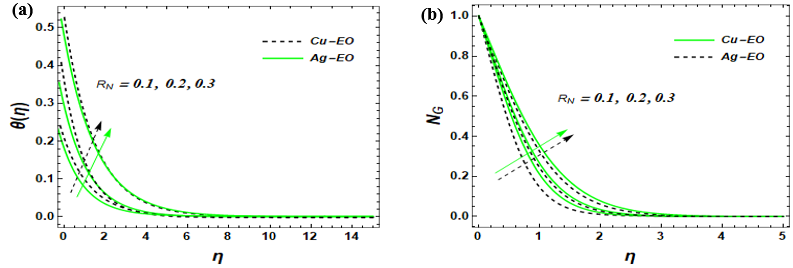 (a)
0.5
0.4
0.3
0.2
0.1
0.0
θ(η)
Cu-EO
Ag-EO
R_N = 0.1, 0.2, 0.3
0 2 4 6 8 10 12 14
η
(b)
1.0
0.8
0.6
0.4
0.2
0.0
N_G
Cu-EO
Ag-EO
R_N = 0.1, 0.2, 0.3
0 1 2 3 4 5
η